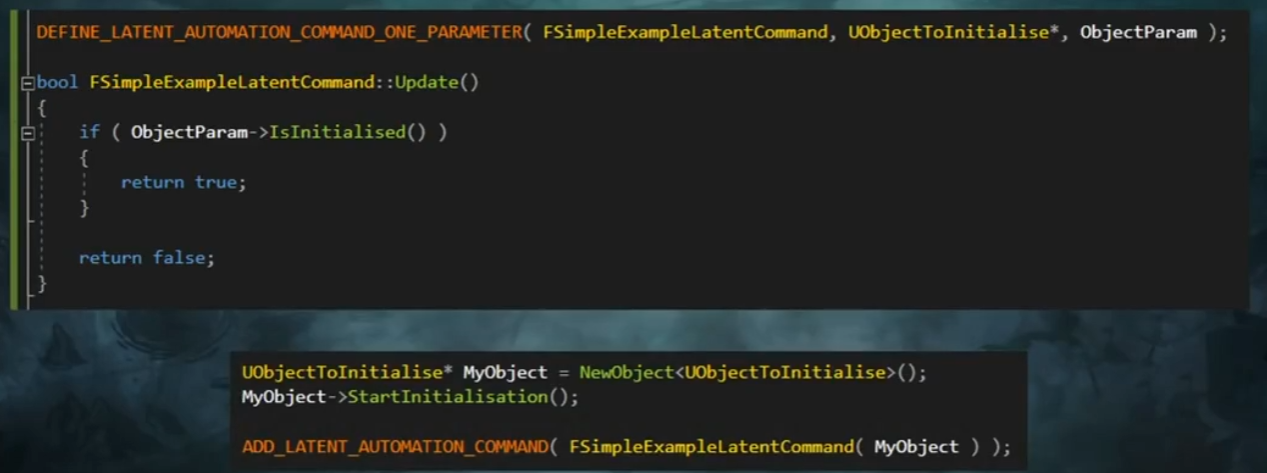 DEFINE_LATENT_AUTOMATION_COMMAND_ONE_PARAMETER( FSimpleExampleLatentCommand, UObjectToInitialise*, ObjectParam );
bool FSimpleExampleLatentCommand::Update()
{
if ( ObjectParam->IsInitialised() )
{
return true;
}
return false;
}
UObjectToInitialise* MyObject = NewObject<UObjectToInitialise>();
MyObject->StartInitialisation();
ADD_LATENT_AUTOMATION_COMMAND( FSimpleExampleLatentCommand( MyObject ) );